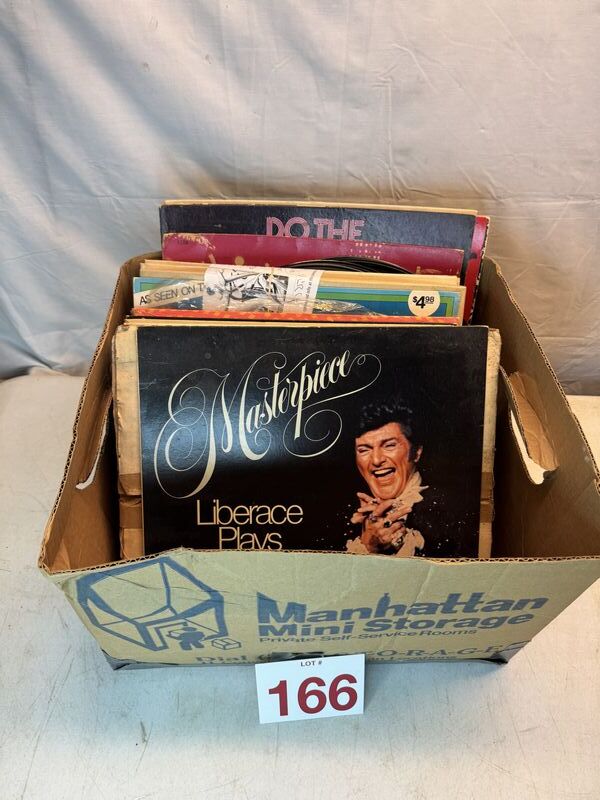 DO THE
AS SEEN ON T
$4.98
Masterpiece
Liberace
Plays
Manhattan
Mini Storage
Private Self-Service Rooms
Dial
O-R-A-G-E
LOT #
166